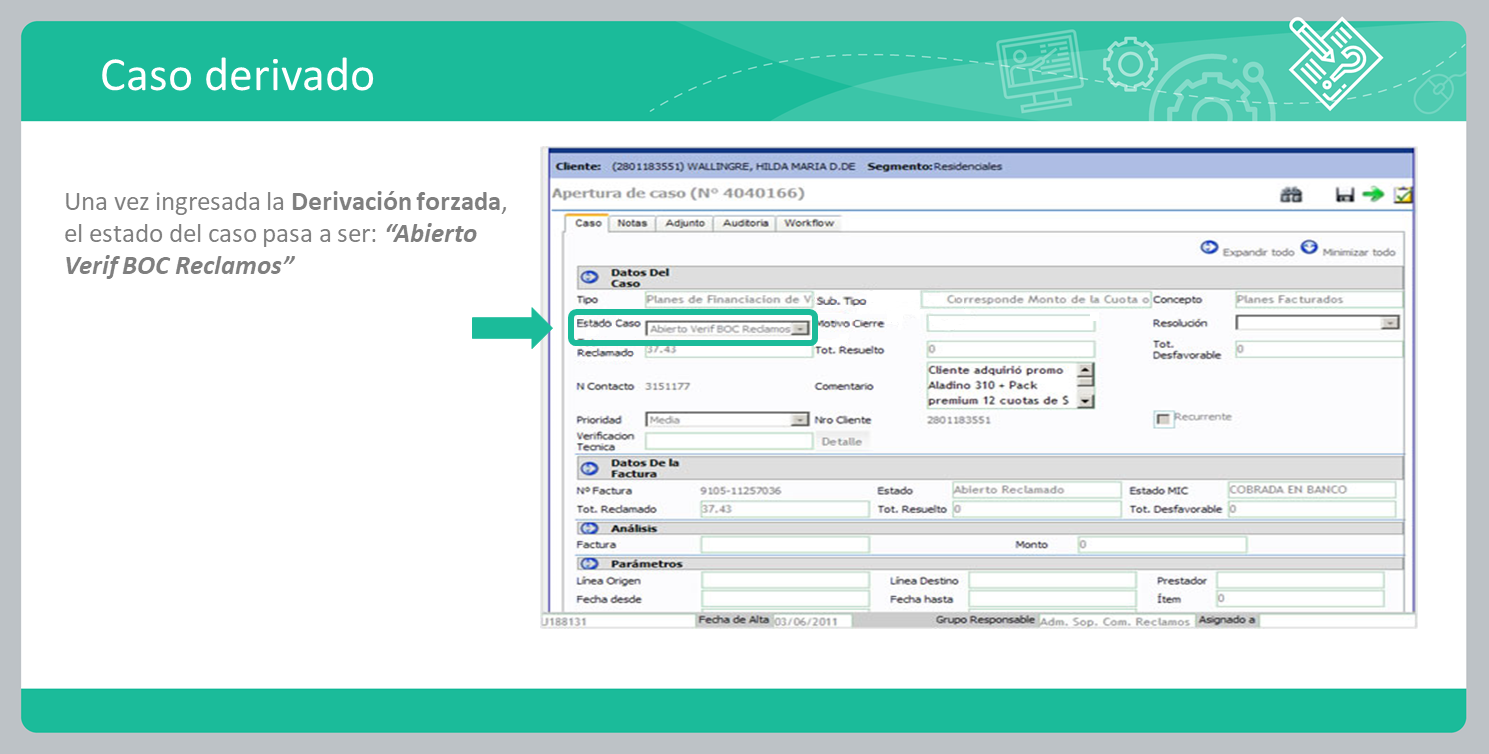 Caso derivado
Una vez ingresada la Derivación forzada,
el estado del caso pasa a ser: “Abierto
Verif BOC Reclamos”
Cliente: (2801183551) WALLINGRE, HILDA MARIA D.DE Segmento:Residenciales
Apertura de caso (Nº 4040166)
Caso Notas Adjunto Auditoria Workflow
Expandir todo Minimizar todo
Datos Del
Caso
Tipo Planes de Financiacion de V Sub. Tipo Corresponde Monto de la Cuota o Concepto Planes Facturados
Estado Caso Abierto Verif BOC Reclamos Motivo Cierre Resolución
Reclamado 37.43 Tot. Resuelto 0 Tot.
Desfavorable 0
N Contacto 3151177 Comentario Cliente adquirió promo
Aladino 310 + Pack
premium 12 cuotas de $
Prioridad Media Nro Cliente 2801183551 Recurrente
Verificacion
Tecnica Detalle
Datos De la
Factura
Nº Factura 9105-11257036 Estado Abierto Reclamado Estado MIC COBRADA EN BANCO
Tot. Reclamado 37.43 Tot. Resuelto 0 Tot. Desfavorable 0
Análisis
Factura Monto 0
Parámetros
Línea Origen Línea Destino Prestador
Fecha desde Fecha hasta Ítem 0
J188131 Fecha de Alta 03/06/2011 Grupo Responsable Adm. Sop. Com. Reclamos Asignado a